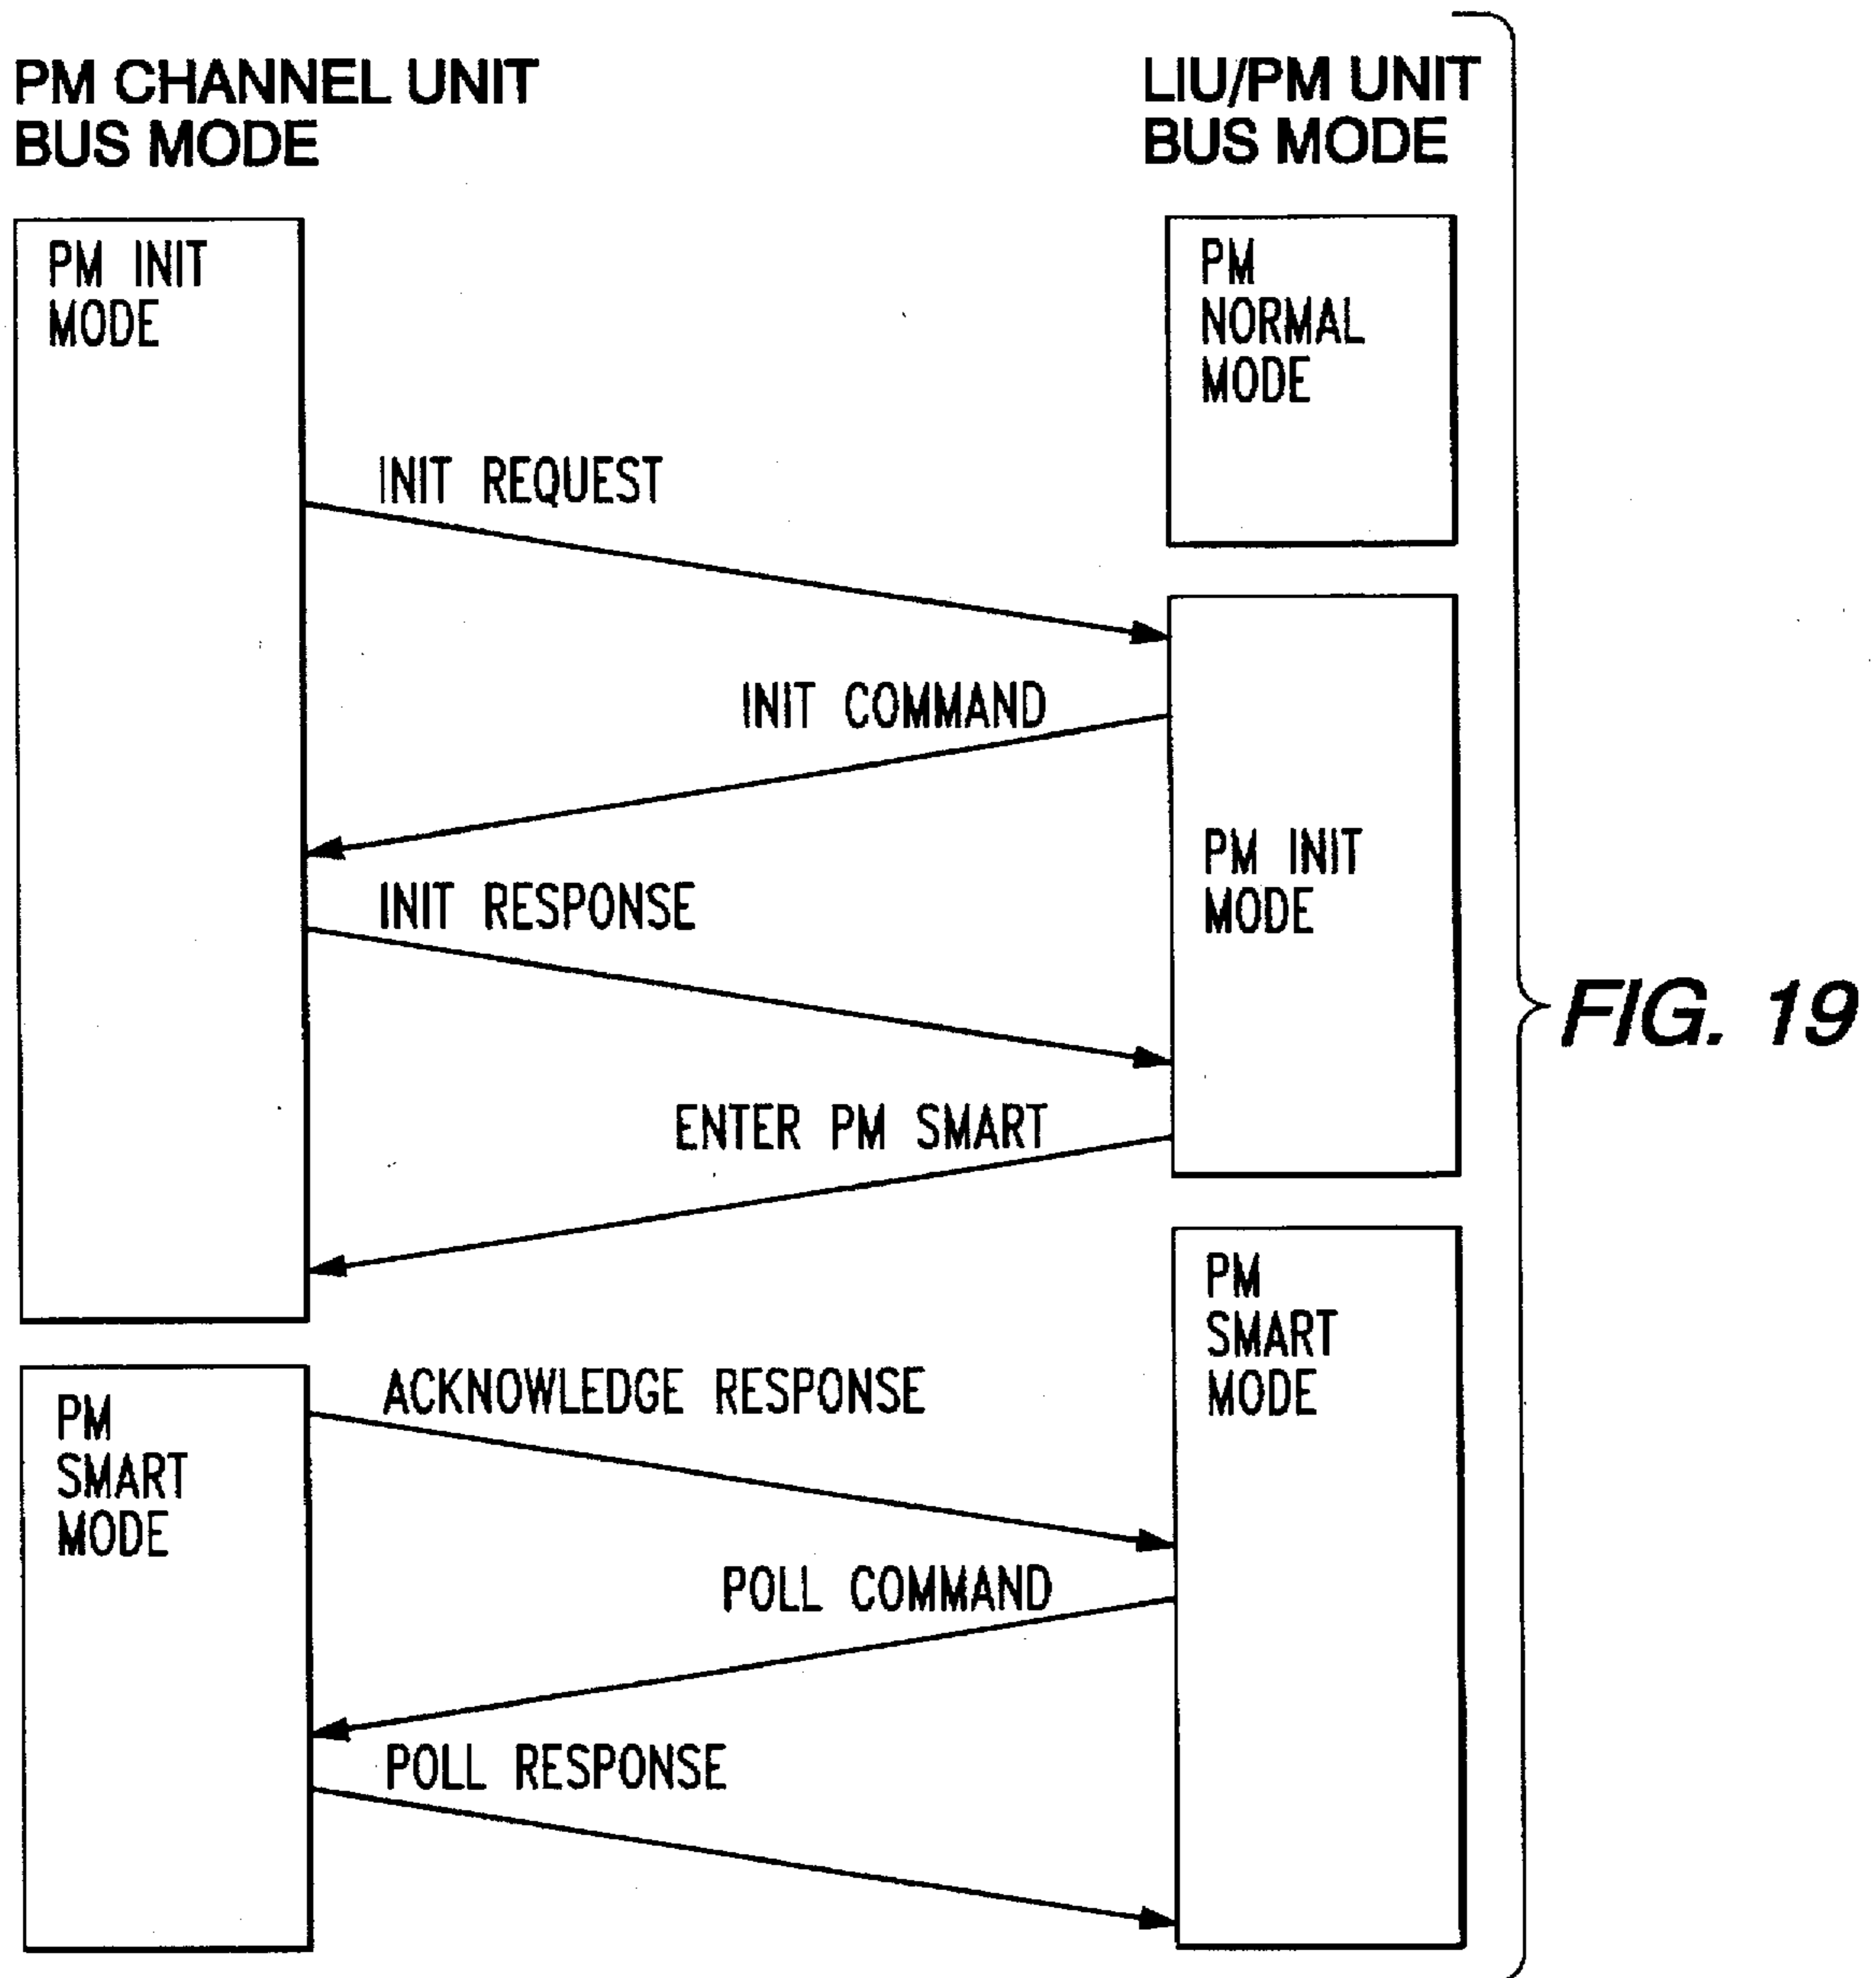 PM CHANNEL UNIT
BUS MODE
LIU/PM UNIT
BUS MODE
PM INIT
MODE
PM
NORMAL
MODE
INIT REQUEST
INIT COMMAND
PM INIT
MODE
INIT RESPONSE
FIG. 19
ENTER PM SMART
PM
SMART
MODE
ACKNOWLEDGE RESPONSE
PM
SMART
MODE
POLL COMMAND
POLL RESPONSE